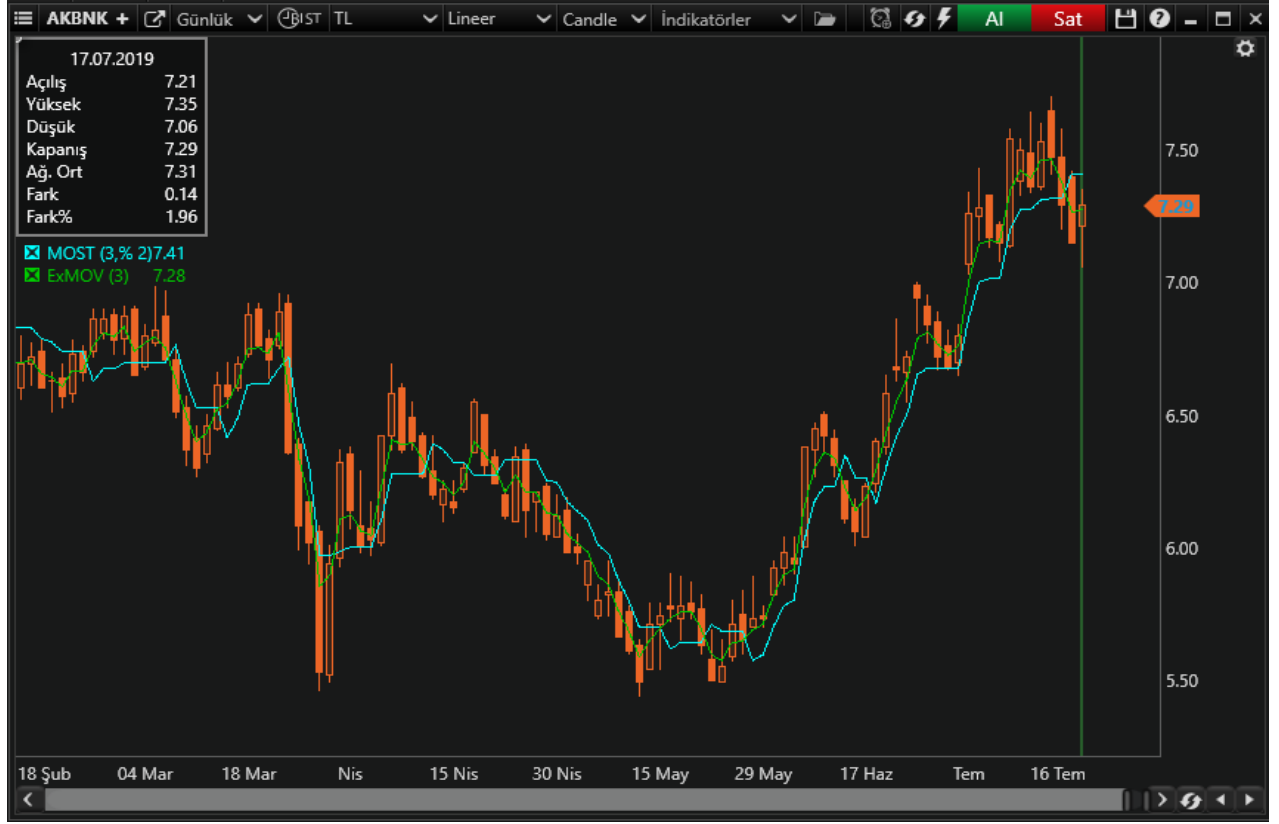 AKBNK + Günlük BIST TL Lineer Candle İndikatörler Al Sat
17.07.2019
Açılış 7.21
Yüksek 7.35
Düşük 7.06
Kapanış 7.29
Ağ. Ort 7.31
Fark 0.14
Fark% 1.96
MOST (3,% 2)7.41
ExMOV (3) 7.28
7.50
7.29
7.00
6.50
6.00
5.50
18 Şub 04 Mar 18 Mar Nis 15 Nis 30 Nis 15 May 29 May 17 Haz Tem 16 Tem